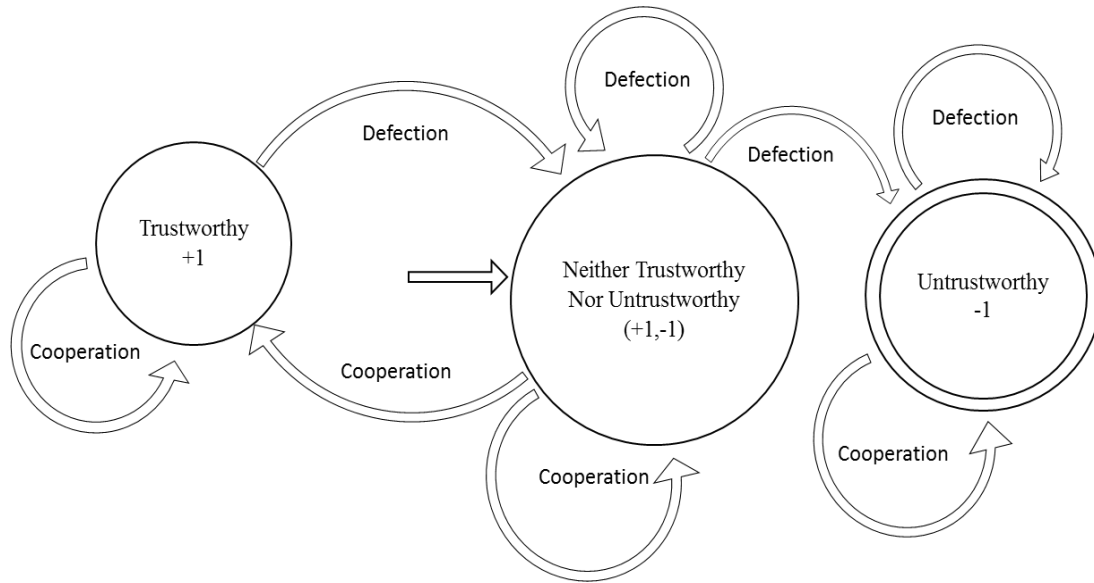 Defection
Defection
Defection
Defection
Trustworthy
+1
Neither Trustworthy
Nor Untrustworthy
(+1,-1)
Untrustworthy
-1
Cooperation
Cooperation
Cooperation
Cooperation